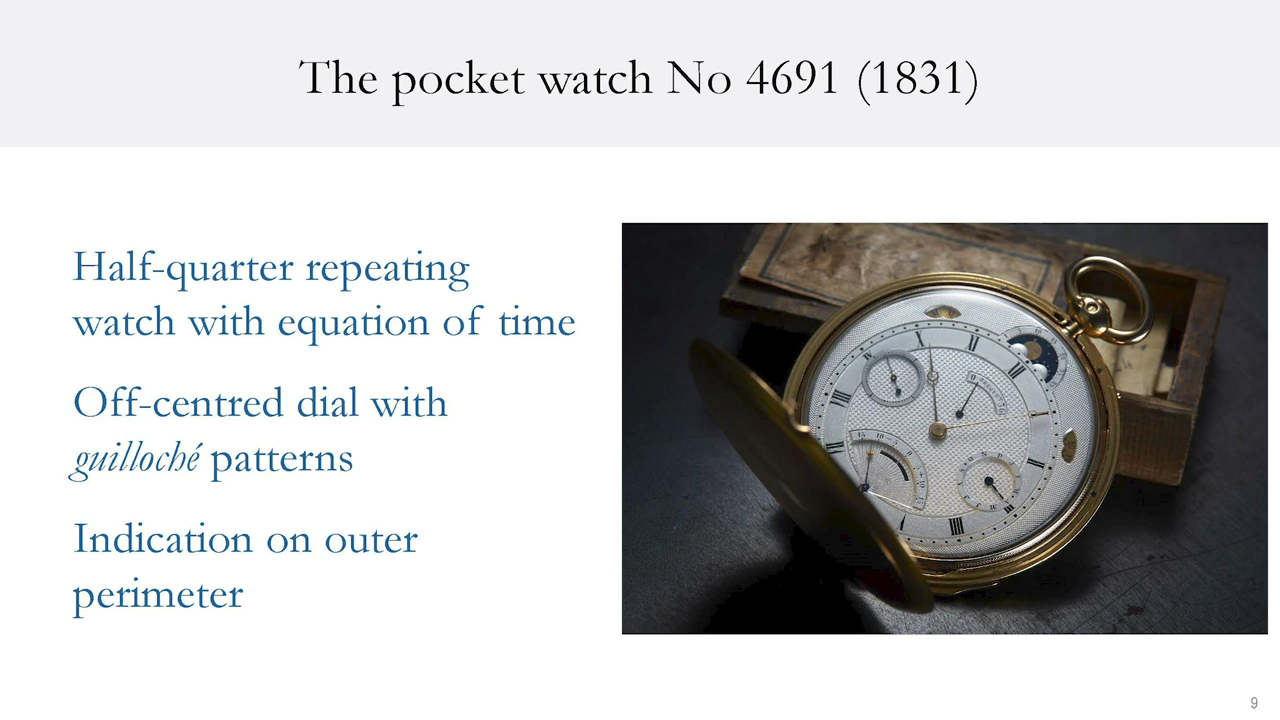 The pocket watch No 4691 (1831)
Half-quarter repeating
watch with equation of time
Off-centred dial with
guilloché patterns
Indication on outer
perimeter
9